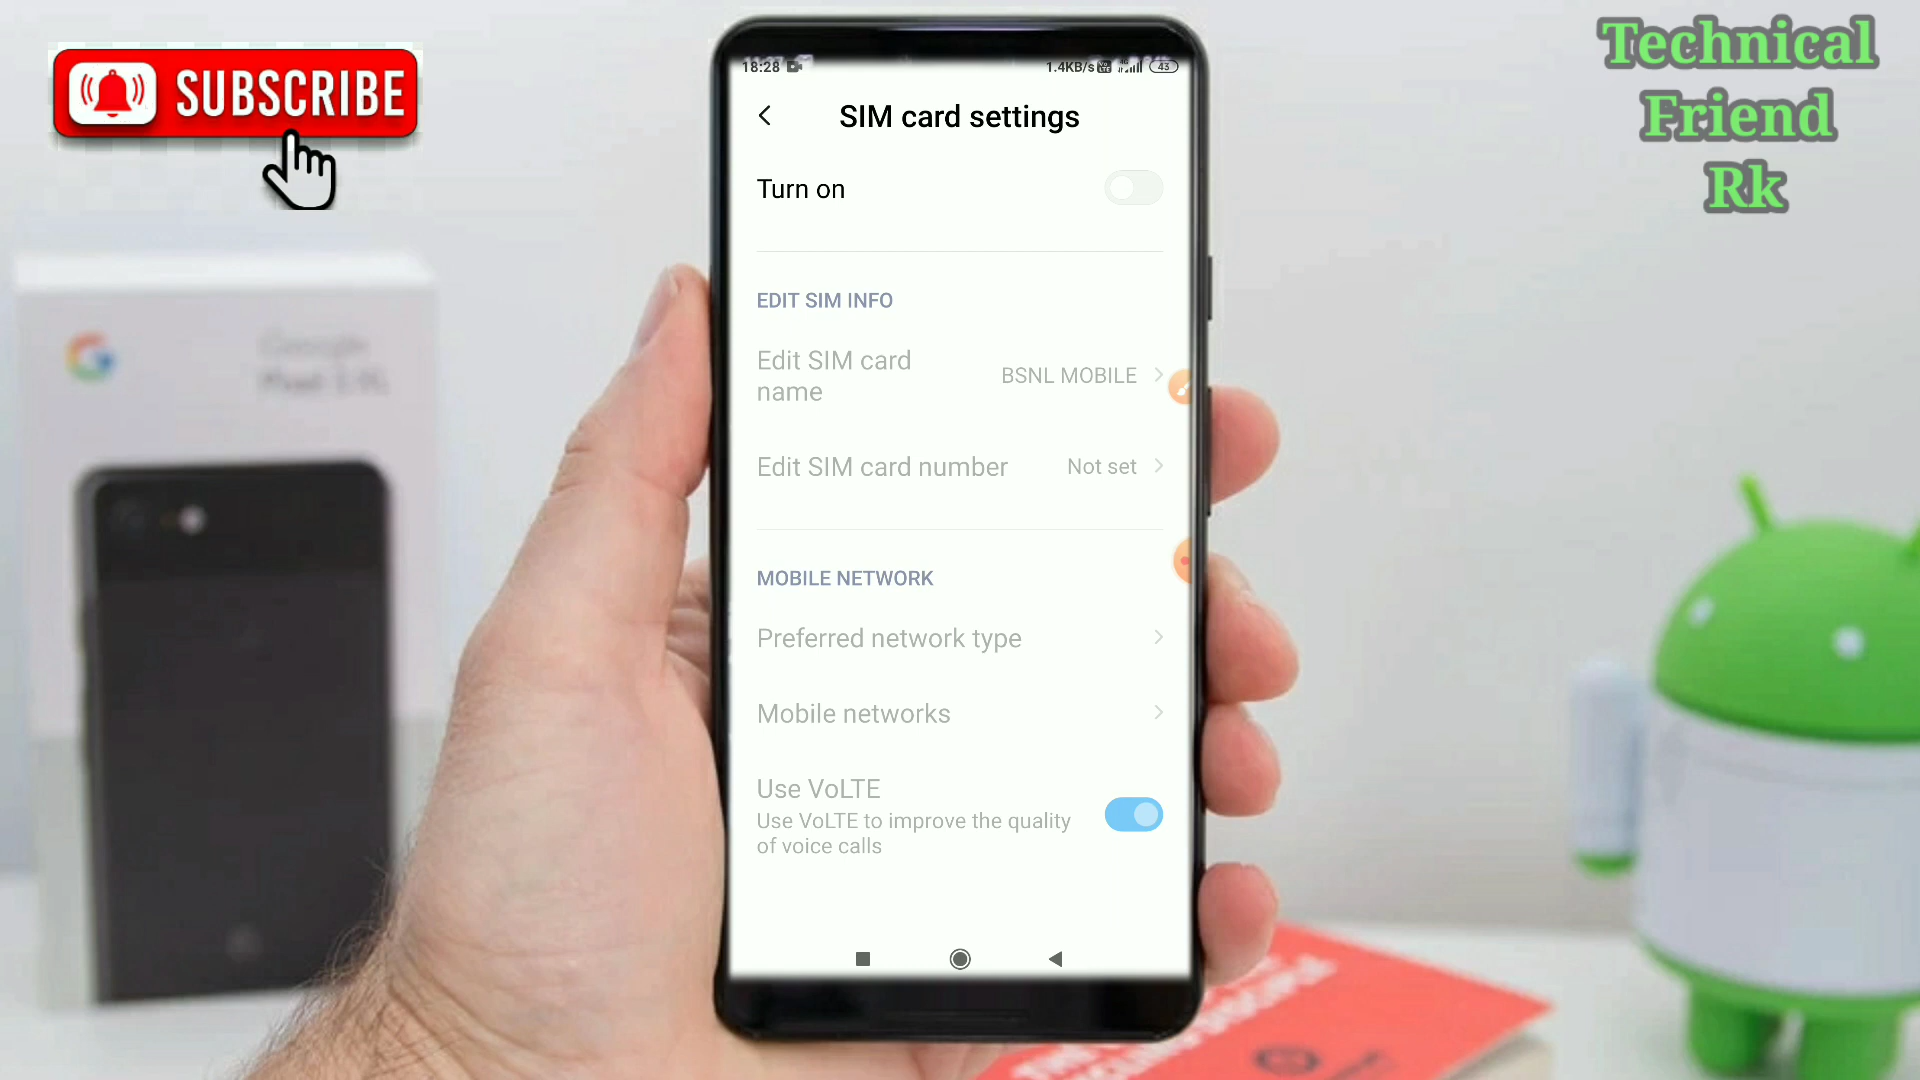 SUBSCRIBE
Technical
Friend
Rk
18:28
1.4KB/s
43
SIM card settings
Turn on
EDIT SIM INFO
Edit SIM card
name
BSNL MOBILE
Edit SIM card number
Not set
MOBILE NETWORK
Preferred network type
Mobile networks
Use VoLTE
Use VoLTE to improve the quality
of voice calls